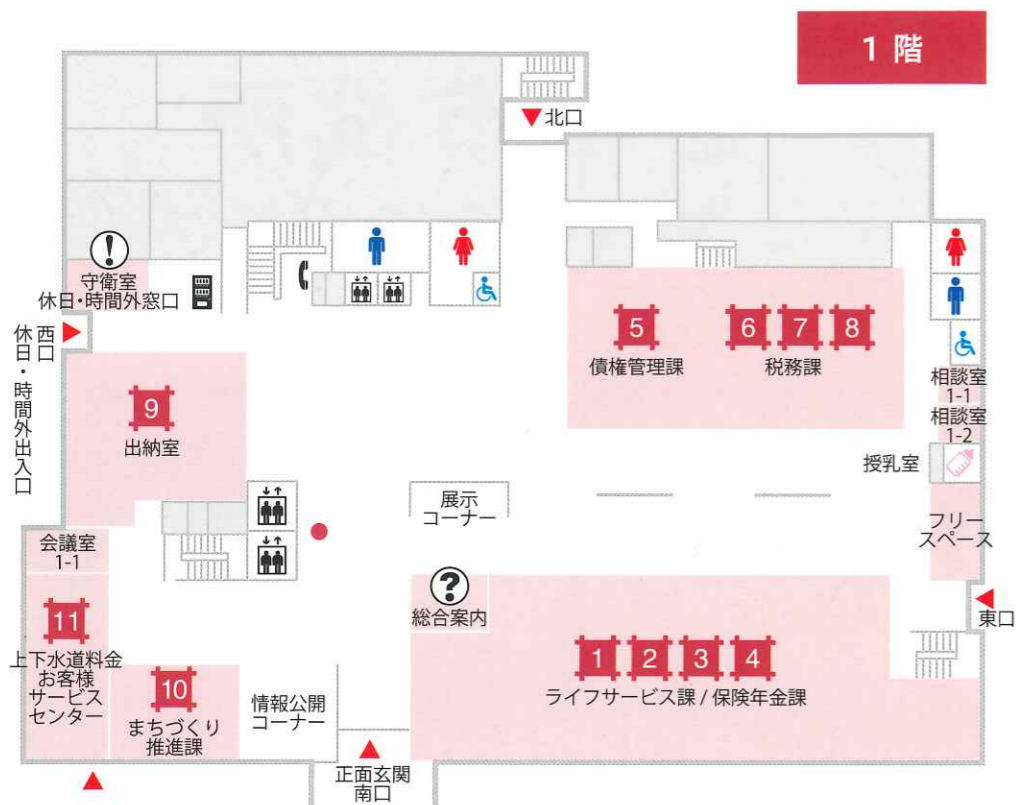 1 階
北口
守衛室
休日・時間外窓口
西口
休日・時間外出入口
5
6
7
8
債権管理課
税務課
相談室
1-1
相談室
1-2
授乳室
9
出納室
展示
コーナー
フリー
スペース
会議室
1-1
?
総合案内
東口
11
上下水道料金
お客様
サービス
センター
10
まちづくり
推進課
情報公開
コーナー
1
2
3
4
ライフサービス課 / 保険年金課
正面玄関
南口